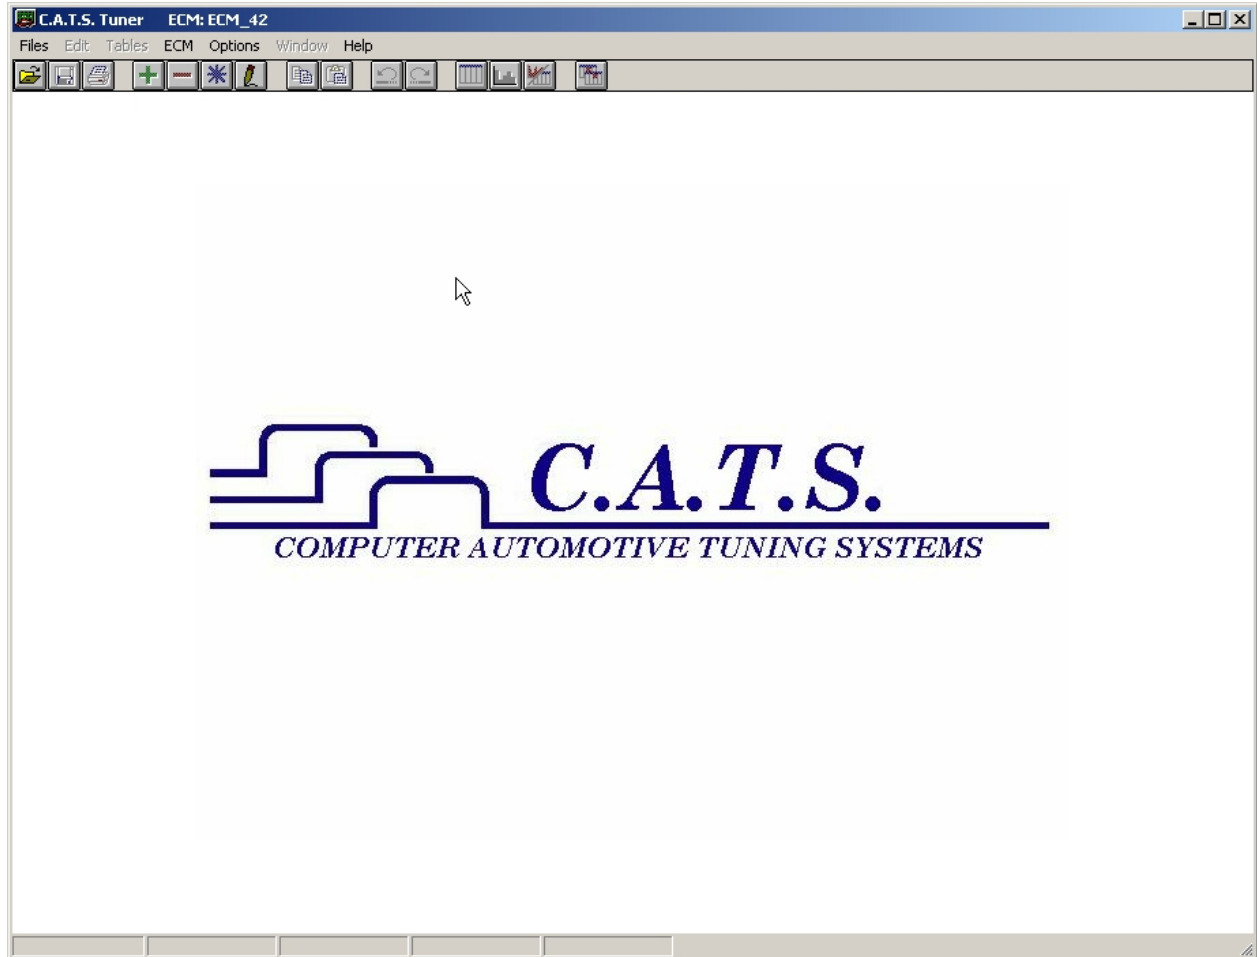 C.A.T.S. Tuner ECM: ECM_42
Files Edit Tables ECM Options Window Help
C.A.T.S.
COMPUTER AUTOMOTIVE TUNING SYSTEMS